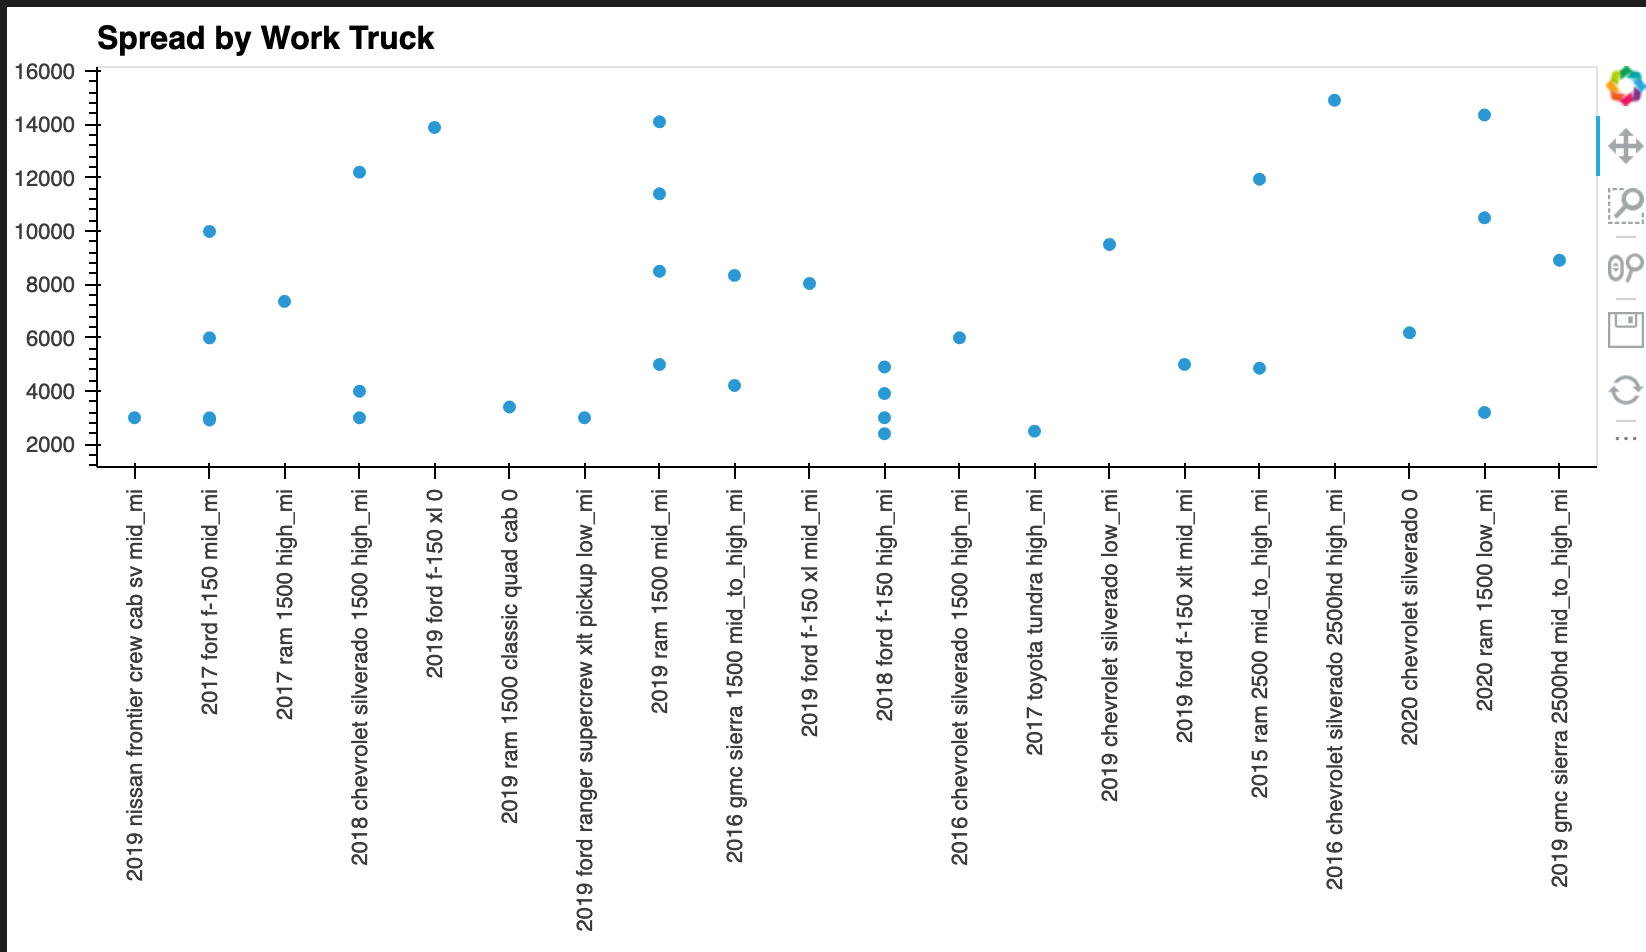 Spread by Work Truck
16000
14000
12000
10000
8000
6000
4000
2000
2019 nissan frontier crew cab sv mid_mi
2017 ford f-150 mid_mi
2017 ram 1500 high_mi
2018 chevrolet silverado 1500 high_mi
2019 ford f-150 xl 0
2019 ram 1500 classic quad cab 0
2019 ford ranger supercrew xlt pickup low_mi
2019 ram 1500 mid_mi
2016 gmc sierra 1500 mid_to_high_mi
2019 ford f-150 xl mid_mi
2018 ford f-150 high_mi
2016 chevrolet silverado 1500 high_mi
2017 toyota tundra high_mi
2019 chevrolet silverado low_mi
2019 ford f-150 xlt mid_mi
2015 ram 2500 mid_to_high_mi
2016 chevrolet silverado 2500hd high_mi
2020 chevrolet silverado 0
2020 ram 1500 low_mi
2019 gmc sierra 2500hd mid_to_high_mi